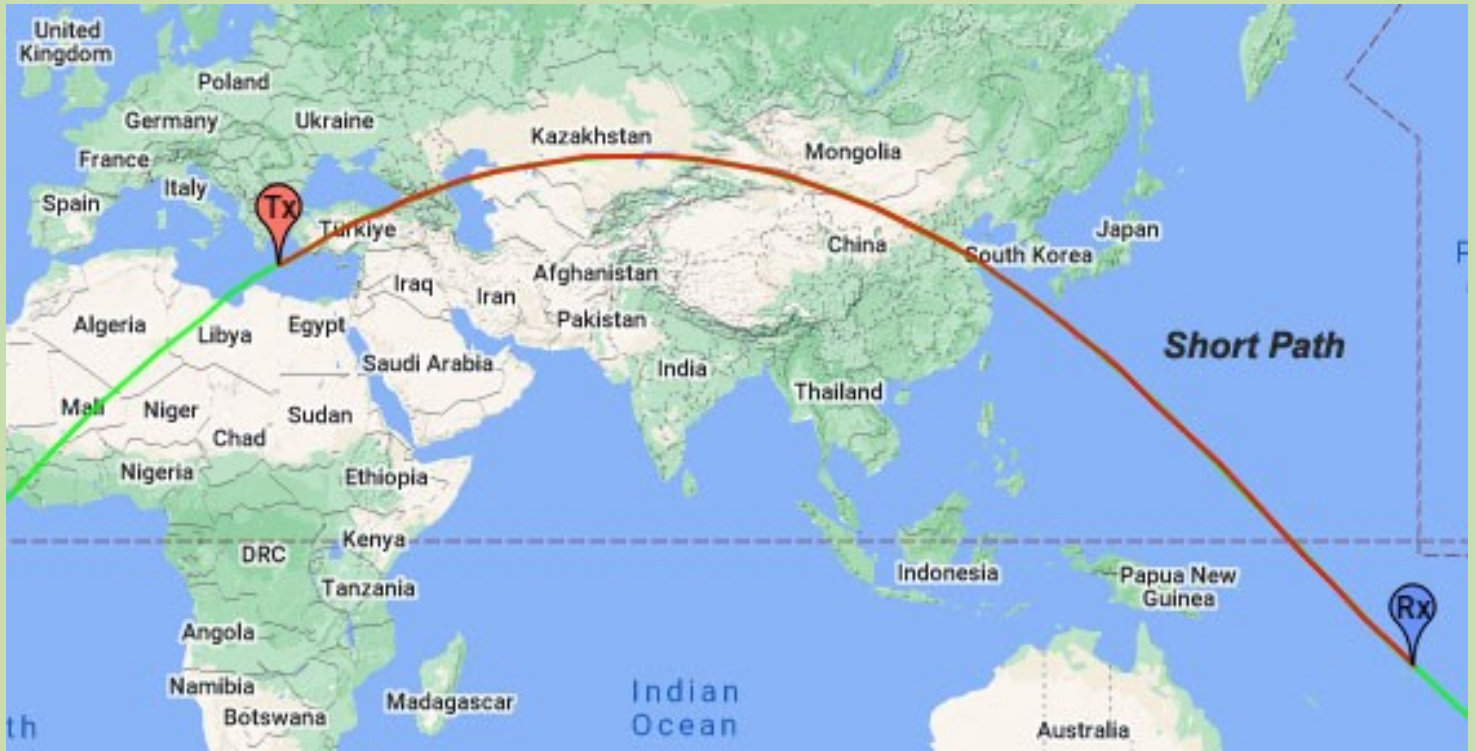 United
Kingdom
Poland
Germany
Ukraine
France
Italy
Spain
Tx
Türkiye
Kazakhstan
Mongolia
China
South Korea
Japan
Afghanistan
Iraq
Iran
Pakistan
Algeria
Libya
Egypt
Saudi Arabia
India
Thailand
Short Path
Mali
Niger
Chad
Sudan
Nigeria
Ethiopia
DRC
Kenya
Tanzania
Indonesia
Papua New
Guinea
Rx
Angola
Namibia
Botswana
Madagascar
Indian
Ocean
Australia
th